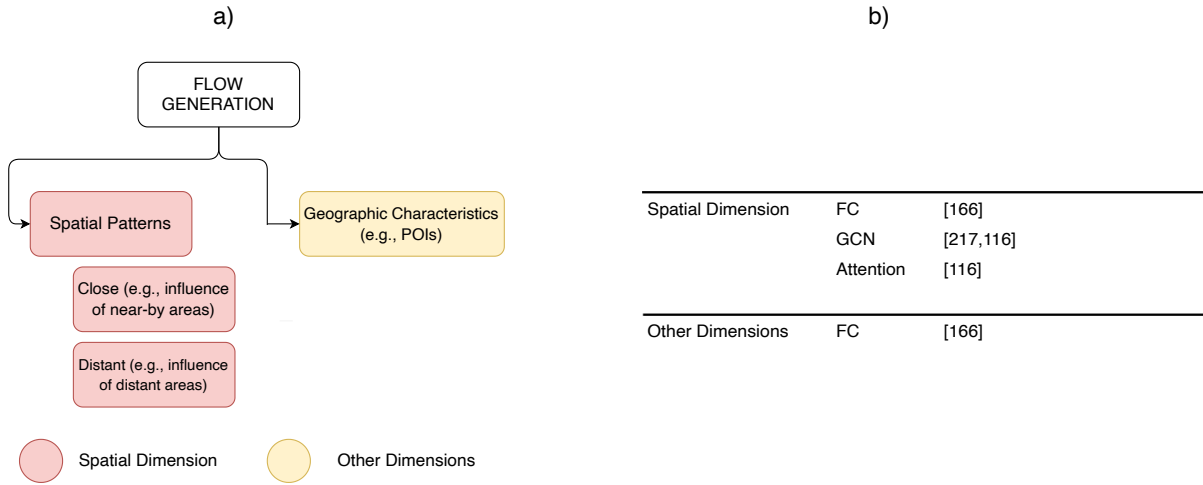 a)
FLOW
GENERATION
Spatial Patterns
Geographic Characteristics
(e.g., POIs)
Close (e.g., influence
of near-by areas)
Distant (e.g., influence
of distant areas)
Spatial Dimension
Other Dimensions
b)
Spatial Dimension FC [166]
GCN [217,116]
Attention [116]
Other Dimensions FC [166]